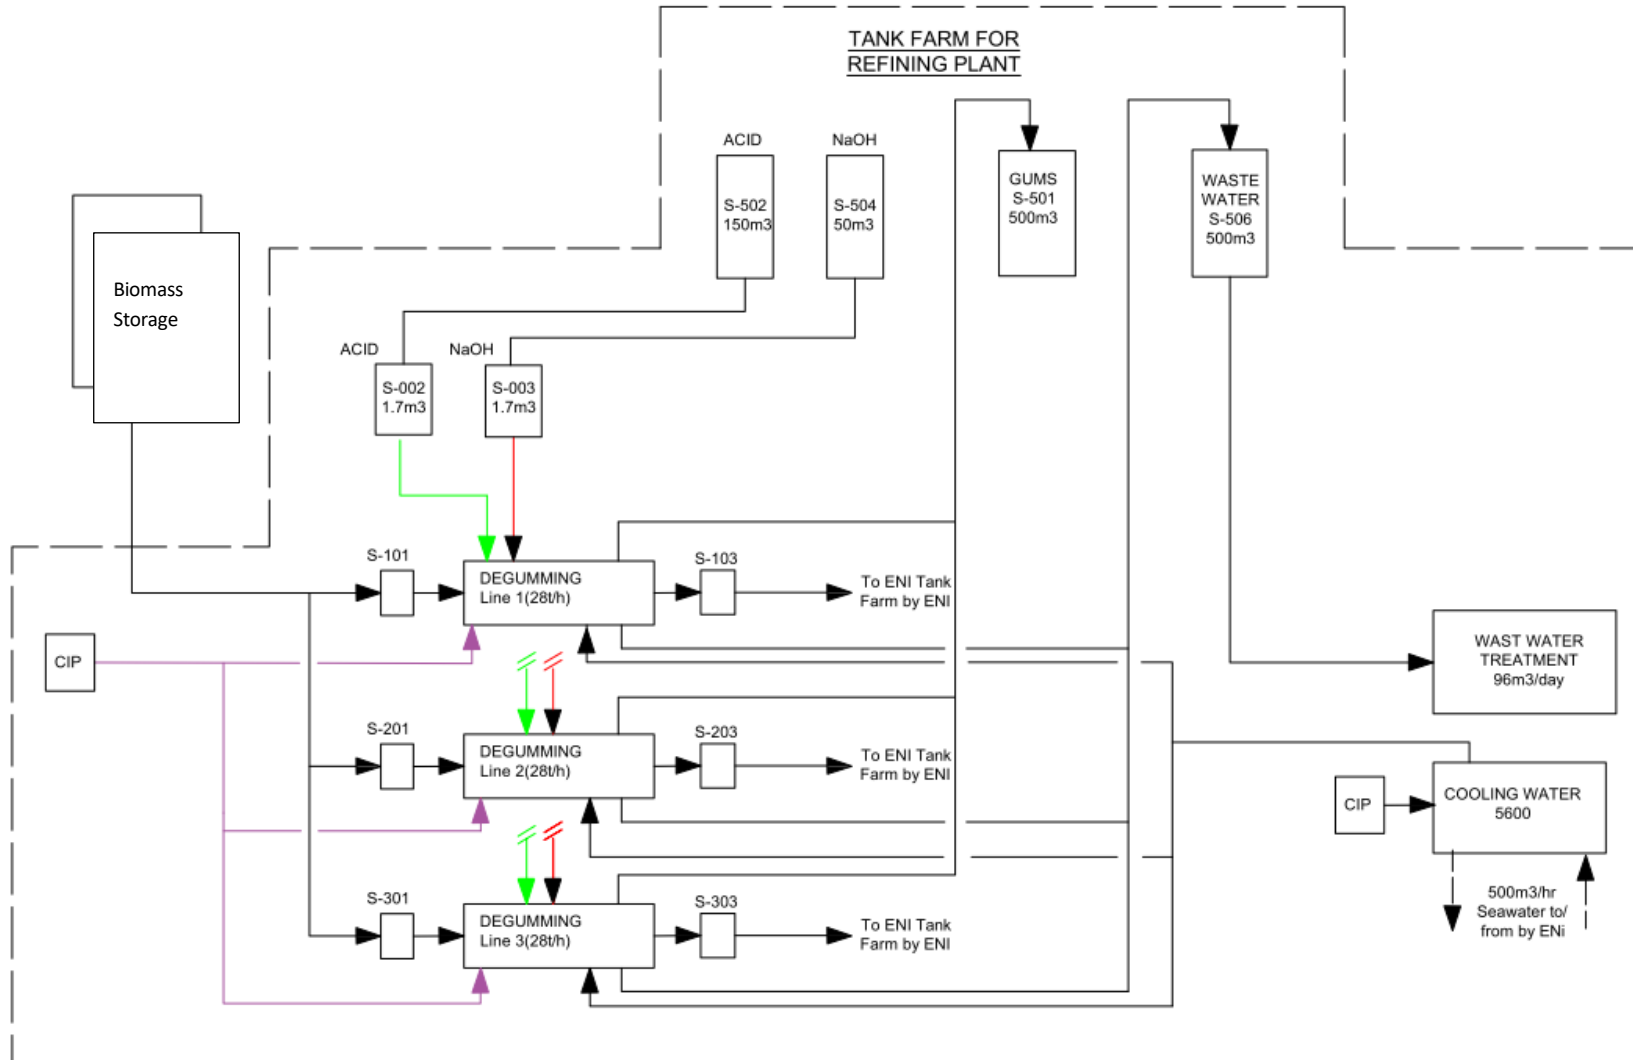 TANK FARM FOR
REFINING PLANT
ACID
NaOH
S-502
150m3
S-504
50m3
GUMS
S-501
500m3
WASTE
WATER
S-506
500m3
Biomass
Storage
ACID
NaOH
S-002
1.7m3
S-003
1.7m3
S-101
DEGUMMING
Line 1(28t/h)
S-103
To ENI Tank
Farm by ENI
CIP
WAST WATER
TREATMENT
96m3/day
S-201
DEGUMMING
Line 2(28t/h)
S-203
To ENI Tank
Farm by ENI
CIP
COOLING WATER
5600
S-301
DEGUMMING
Line 3(28t/h)
S-303
To ENI Tank
Farm by ENI
500m3/hr
Seawater to/
from by ENi